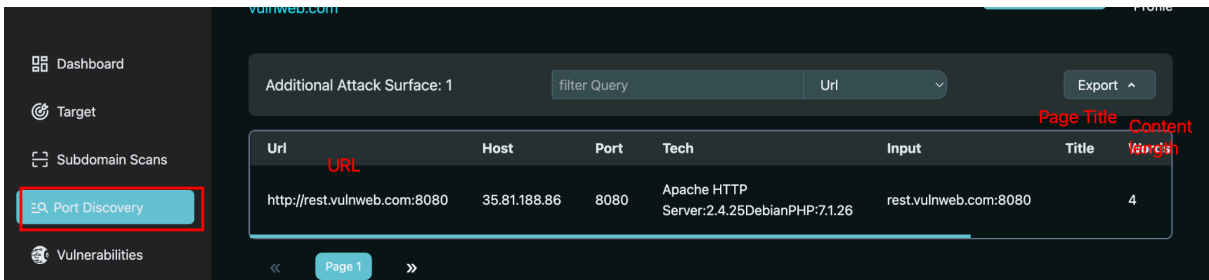 vulnweb.com
Profile
Dashboard
Additional Attack Surface: 1
filter Query
Url
Export
Target
Page Title
Content length
Subdomain Scans
Url
Host
Port
Tech
Input
Title
Words
URL
Port Discovery
http://rest.vulnweb.com:8080
35.81.188.86
8080
Apache HTTP
Server:2.4.25DebianPHP:7.1.26
rest.vulnweb.com:8080
4
Vulnerabilities
«
Page 1
»